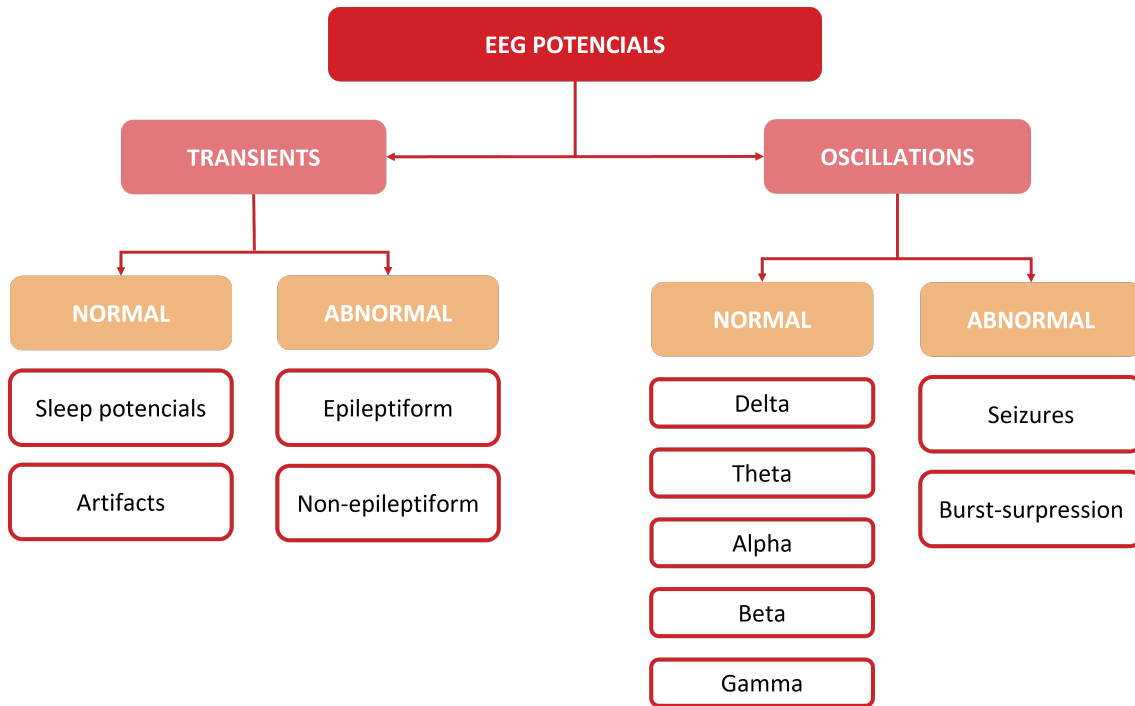 EEG POTENCIALS
TRANSIENTS
OSCILLATIONS
NORMAL
ABNORMAL
NORMAL
ABNORMAL
Sleep potencials
Epileptiform
Delta
Seizures
Artifacts
Non-epileptiform
Theta
Burst-surpression
Alpha
Beta
Gamma